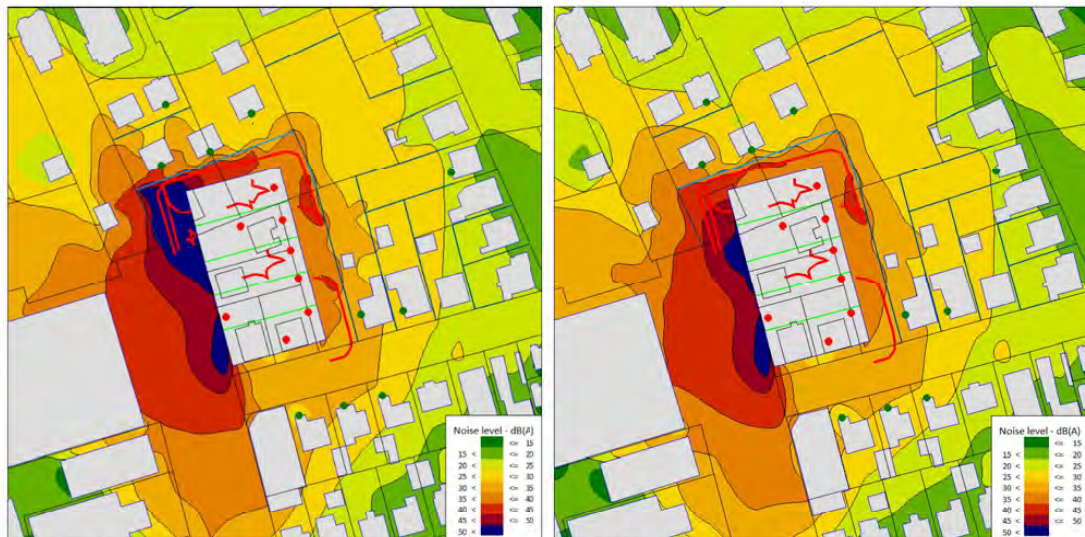 Noise level - dB(A)
<= 15
15 < <= 20
20 < <= 25
25 < <= 30
30 < <= 35
35 < <= 40
40 < <= 45
45 < <= 50
50 <
Noise level - dB(A)
<= 15
15 < <= 20
20 < <= 25
25 < <= 30
30 < <= 35
35 < <= 40
40 < <= 45
45 < <= 50
50 <